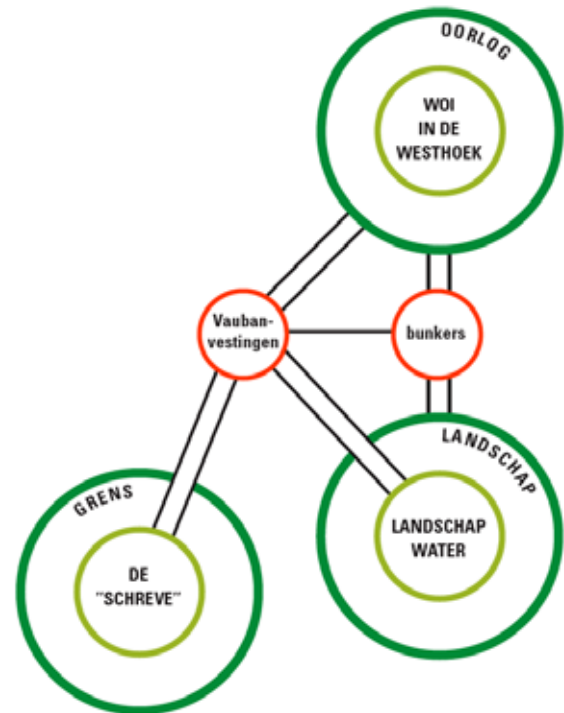 OORLOG
WOI
IN DE
WESTHOEK
Vauban-
vestingen
bunkers
LANDSCHAP
LANDSCHAP
WATER
GRENS
DE
"SCHREVE"